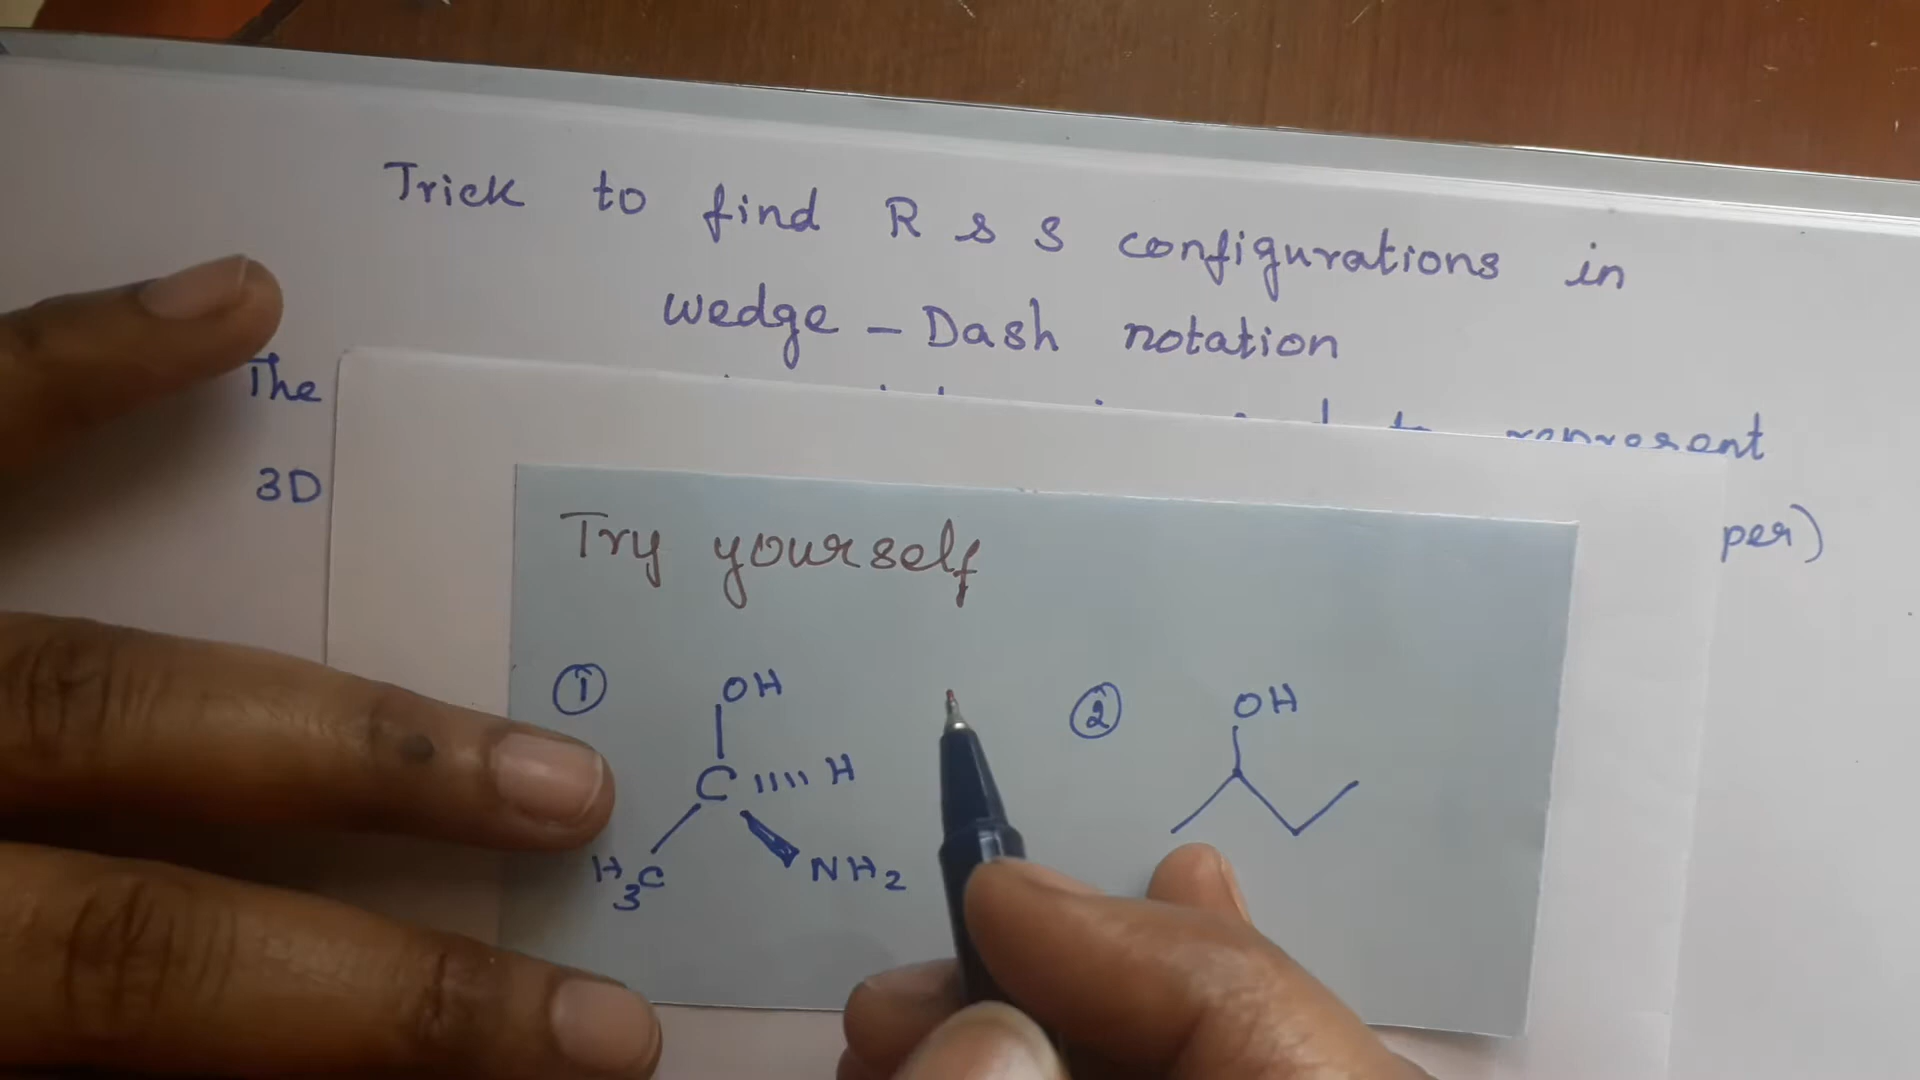 Trick to find R & S configurations in
wedge - Dash notation
The represent
3D per)
Try yourself
① OH
C H
H3C NH2
② OH